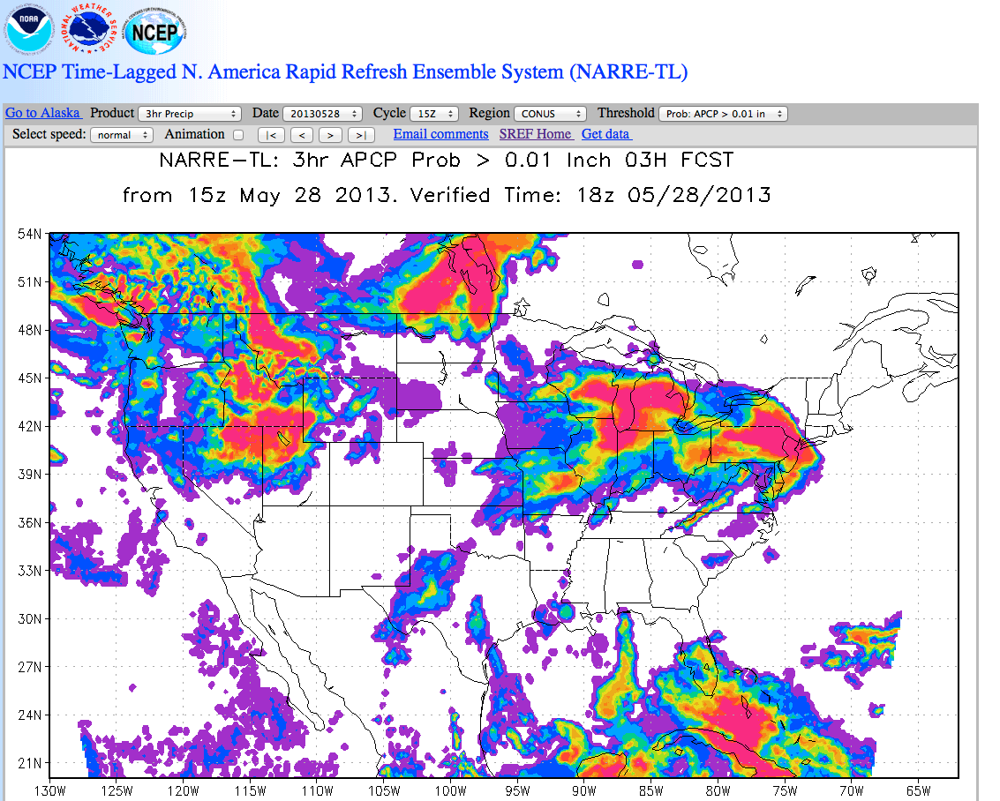 NOAA
NATIONAL WEATHER SERVICE
NCEP
NCEP Time-Lagged N. America Rapid Refresh Ensemble System (NARRE-TL)
Go to Alaska Product 3hr Precip Date 20130528 Cycle 15Z Region CONUS Threshold Prob: APCP > 0.01 in
Select speed: normal Animation |< < > >| Email comments SREF Home Get data
NARRE-TL: 3hr APCP Prob > 0.01 Inch 03H FCST
from 15z May 28 2013. Verified Time: 18z 05/28/2013
54N
51N
48N
45N
42N
39N
36N
33N
30N
27N
24N
21N
130W 125W 120W 115W 110W 105W 100W 95W 90W 85W 80W 75W 70W 65W